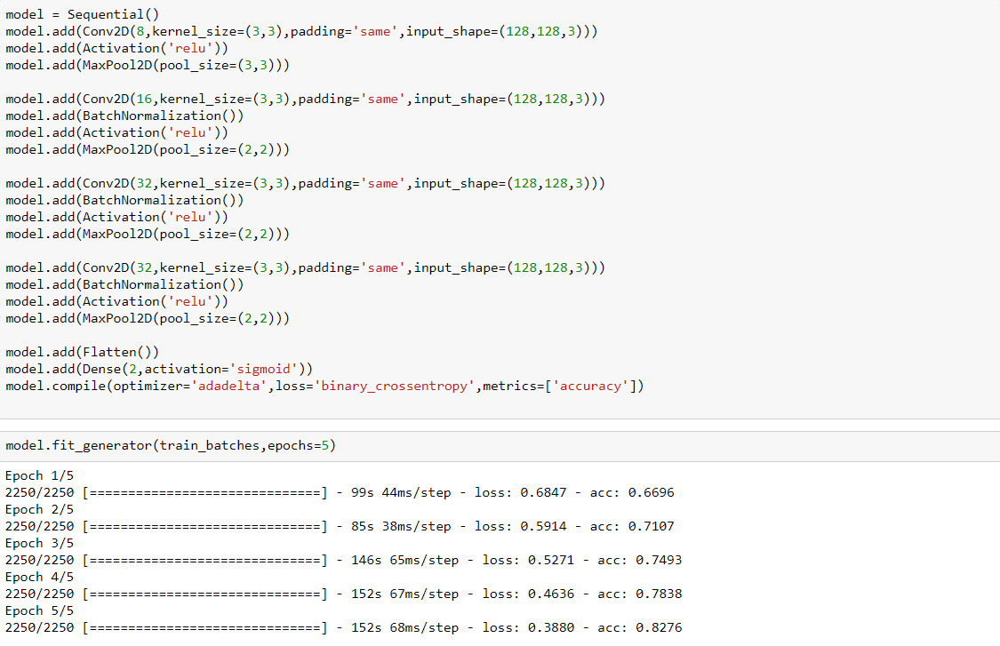 model = Sequential()
model.add(Conv2D(8,kernel_size=(3,3),padding='same',input_shape=(128,128,3)))
model.add(Activation('relu'))
model.add(MaxPool2D(pool_size=(3,3)))
model.add(Conv2D(16,kernel_size=(3,3),padding='same',input_shape=(128,128,3)))
model.add(BatchNormalization())
model.add(Activation('relu'))
model.add(MaxPool2D(pool_size=(2,2)))
model.add(Conv2D(32,kernel_size=(3,3),padding='same',input_shape=(128,128,3)))
model.add(BatchNormalization())
model.add(Activation('relu'))
model.add(MaxPool2D(pool_size=(2,2)))
model.add(Conv2D(32,kernel_size=(3,3),padding='same',input_shape=(128,128,3)))
model.add(BatchNormalization())
model.add(Activation('relu'))
model.add(MaxPool2D(pool_size=(2,2)))
model.add(Flatten())
model.add(Dense(2,activation='sigmoid'))
model.compile(optimizer='adadelta',loss='binary_crossentropy',metrics=['accuracy'])
model.fit_generator(train_batches,epochs=5)
Epoch 1/5
2250/2250 [==============================] - 99s 44ms/step - loss: 0.6847 - acc: 0.6696
Epoch 2/5
2250/2250 [==============================] - 85s 38ms/step - loss: 0.5914 - acc: 0.7107
Epoch 3/5
2250/2250 [==============================] - 146s 65ms/step - loss: 0.5271 - acc: 0.7493
Epoch 4/5
2250/2250 [==============================] - 152s 67ms/step - loss: 0.4636 - acc: 0.7838
Epoch 5/5
2250/2250 [==============================] - 152s 68ms/step - loss: 0.3880 - acc: 0.8276